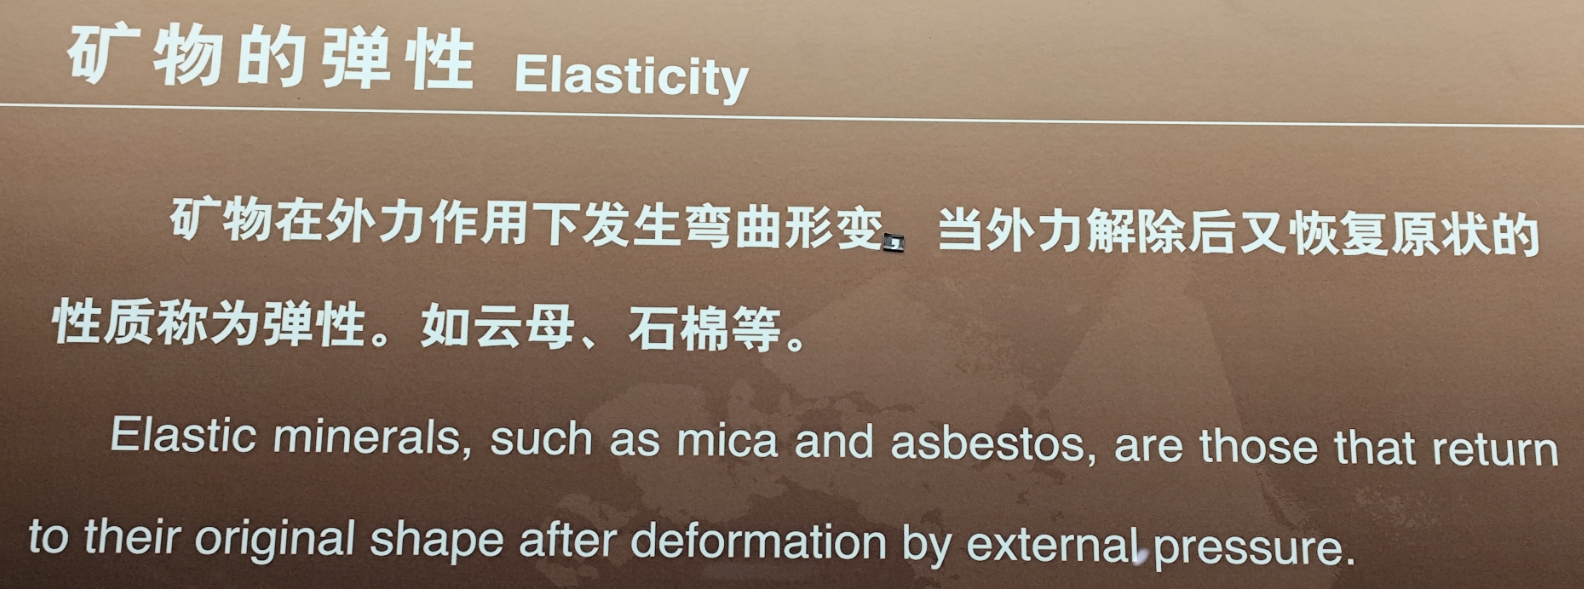 矿物的弹性 Elasticity
矿物在外力作用下发生弯曲形变，当外力解除后又恢复原状的
性质称为弹性。如云母、石棉等。
Elastic minerals, such as mica and asbestos, are those that return
to their original shape after deformation by external pressure.